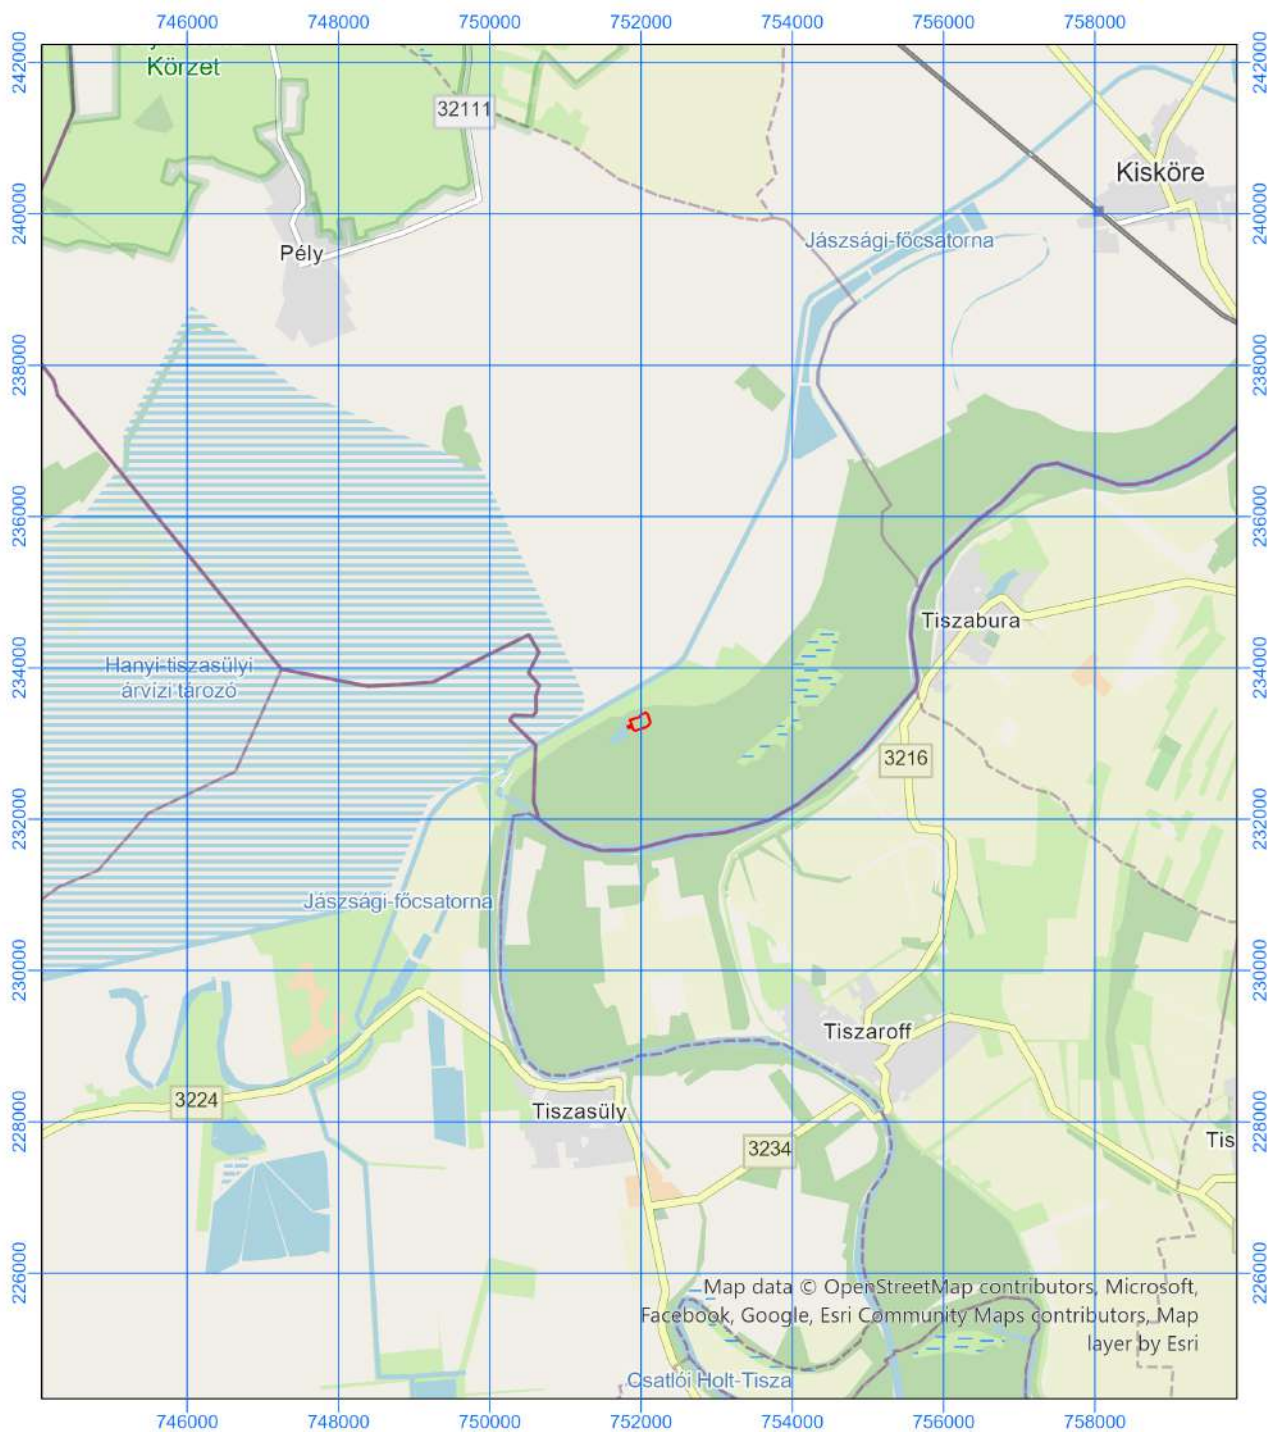 746000 748000 750000 752000 754000 756000 758000
242000
242000
Körzet
32111
Kisköre
240000
240000
Pély
Jászsági-főcsatorna
238000
238000
236000
236000
Tiszabura
234000
234000
Hanyi-tiszasülyi
árvízi tározó
3216
232000
232000
Jászsági-főcsatorna
230000
230000
Tiszaroff
3224
Tiszasüly
228000
228000
3234
Tis
226000
226000
Map data © OpenStreetMap contributors, Microsoft,
Facebook, Google, Esri Community Maps contributors, Map
layer by Esri
Csatlói Holt-Tisza
746000 748000 750000 752000 754000 756000 758000